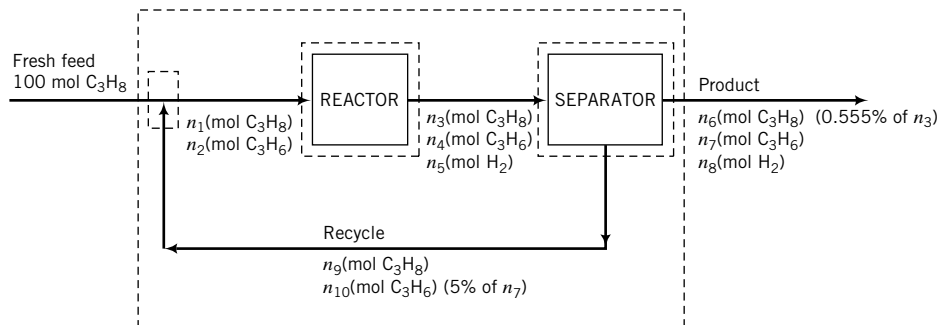 Fresh feed
100 mol C₃H₈
REACTOR
SEPARATOR
Product
n₁(mol C₃H₈)
n₂(mol C₃H₆)
n₃(mol C₃H₈)
n₄(mol C₃H₆)
n₅(mol H₂)
n₆(mol C₃H₈) (0.555% of n₃)
n₇(mol C₃H₆)
n₈(mol H₂)
Recycle
n₉(mol C₃H₈)
n₁₀(mol C₃H₆) (5% of n₇)